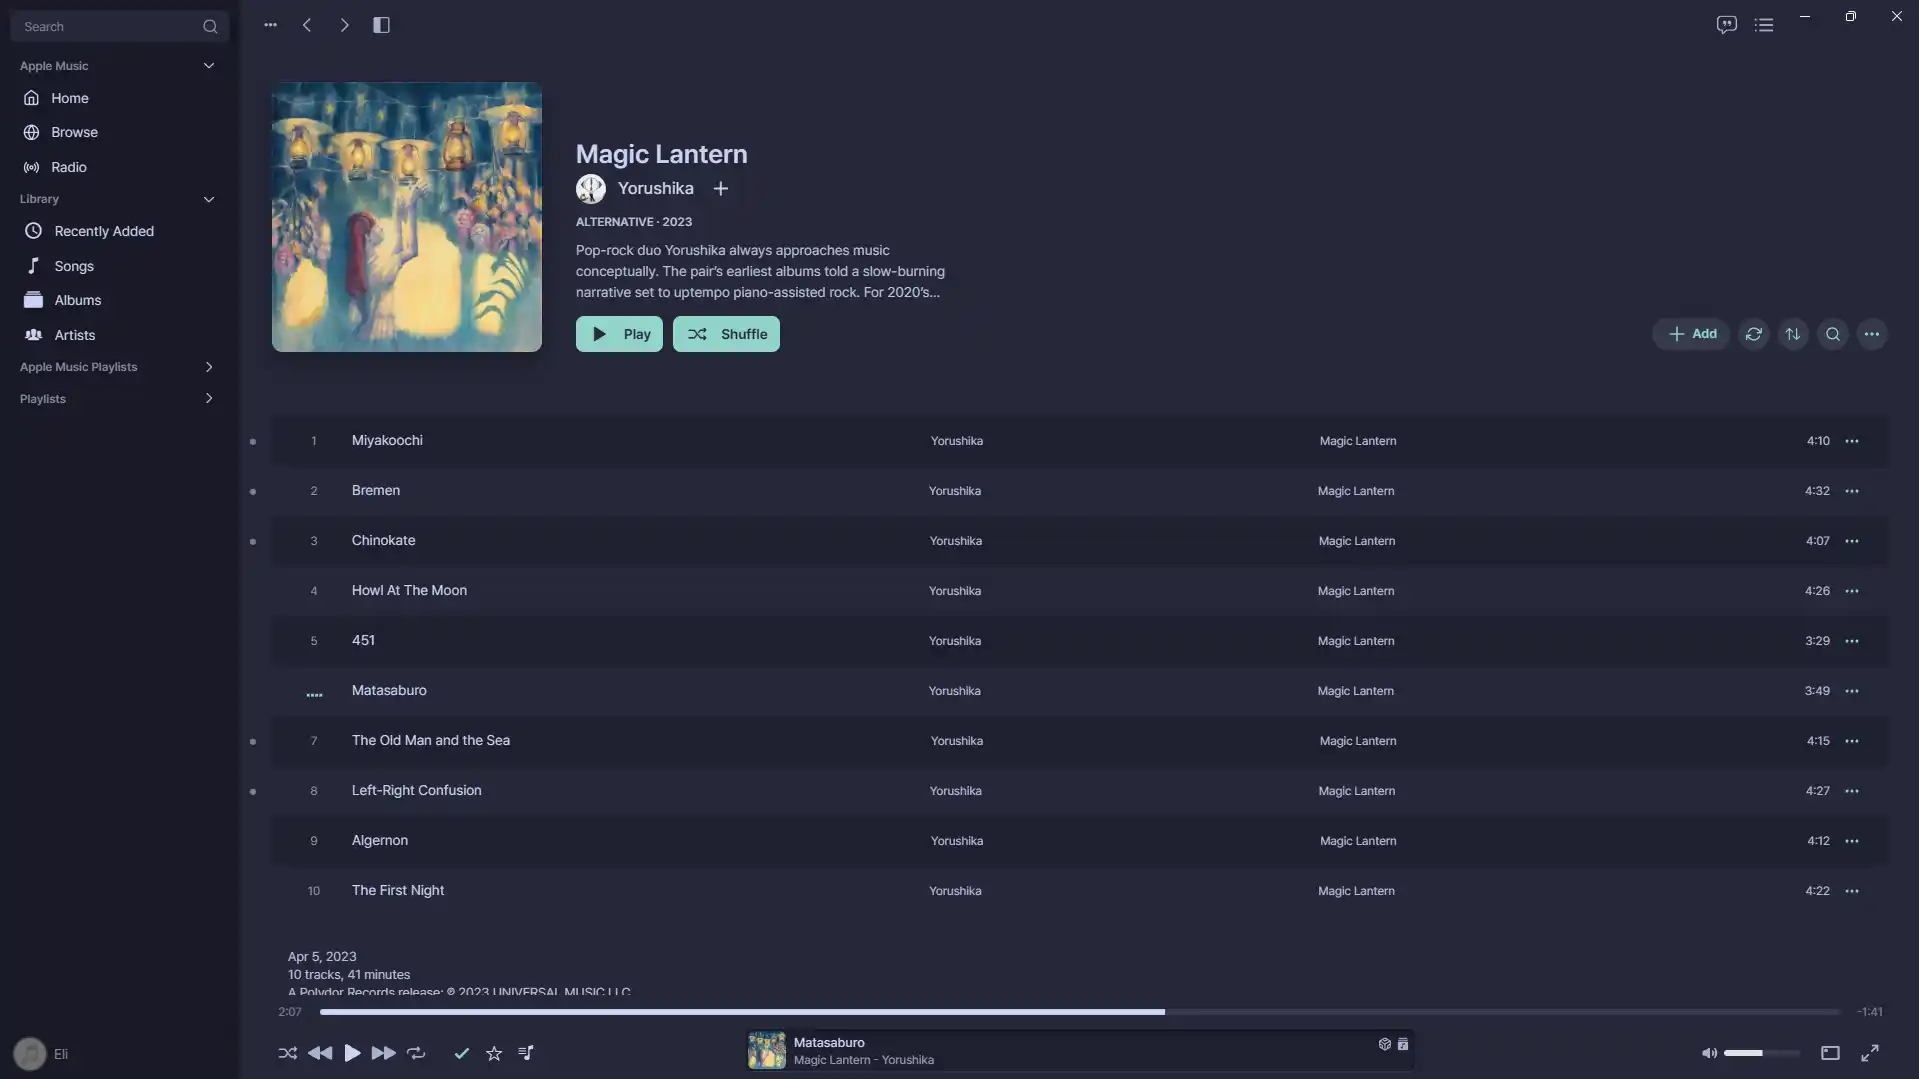 Search
Apple Music
Home
Browse
Radio
Library
Recently Added
Songs
Albums
Artists
Apple Music Playlists
Playlists
Eli
Magic Lantern
Yorushika
ALTERNATIVE · 2023
Pop-rock duo Yorushika always approaches music
conceptually. The pair's earliest albums told a slow-burning
narrative set to uptempo piano-assisted rock. For 2020's...
Play Shuffle
Add
1 Miyakoochi Yorushika Magic Lantern 4:10
2 Bremen Yorushika Magic Lantern 4:32
3 Chinokate Yorushika Magic Lantern 4:07
4 Howl At The Moon Yorushika Magic Lantern 4:26
5 451 Yorushika Magic Lantern 3:29
Matasaburo Yorushika Magic Lantern 3:49
7 The Old Man and the Sea Yorushika Magic Lantern 4:15
8 Left-Right Confusion Yorushika Magic Lantern 4:27
9 Algernon Yorushika Magic Lantern 4:12
10 The First Night Yorushika Magic Lantern 4:22
Apr 5, 2023
10 tracks, 41 minutes
A Polydor Records release; ℗ 2023 UNIVERSAL MUSIC LLC
2:07 -1:41
Matasaburo
Magic Lantern - Yorushika